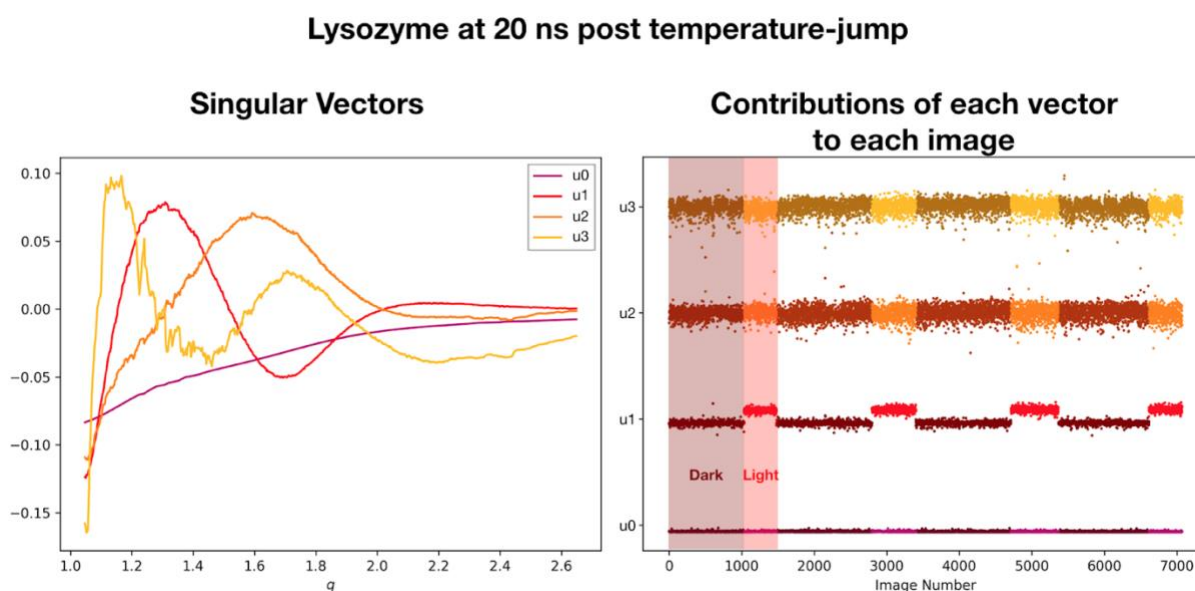 Lysozyme at 20 ns post temperature-jump
Singular Vectors
0.10
0.05
0.00
−0.05
−0.10
−0.15
1.0 1.2 1.4 1.6 1.8 2.0 2.2 2.4 2.6
q
u0
u1
u2
u3
Contributions of each vector
to each image
u3
u2
u1
u0
Dark Light
0 1000 2000 3000 4000 5000 6000 7000
Image Number